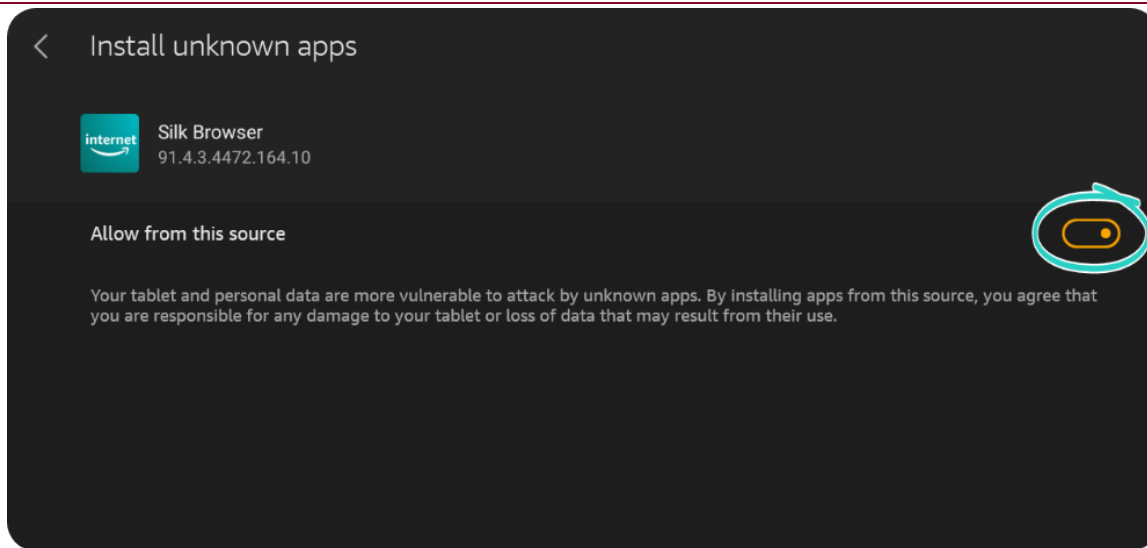 Install unknown apps
internet
Silk Browser
91.4.3.4472.164.10
Allow from this source
Your tablet and personal data are more vulnerable to attack by unknown apps. By installing apps from this source, you agree that
you are responsible for any damage to your tablet or loss of data that may result from their use.